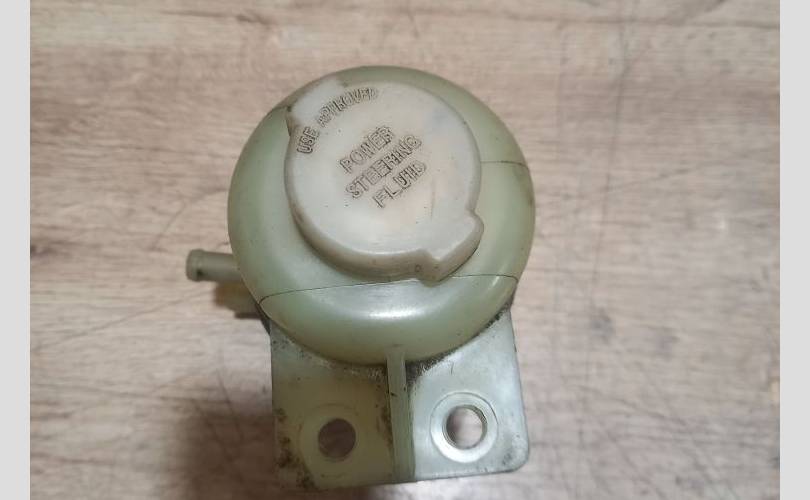 USE APPROVED
POWER
STEERING
FLUID